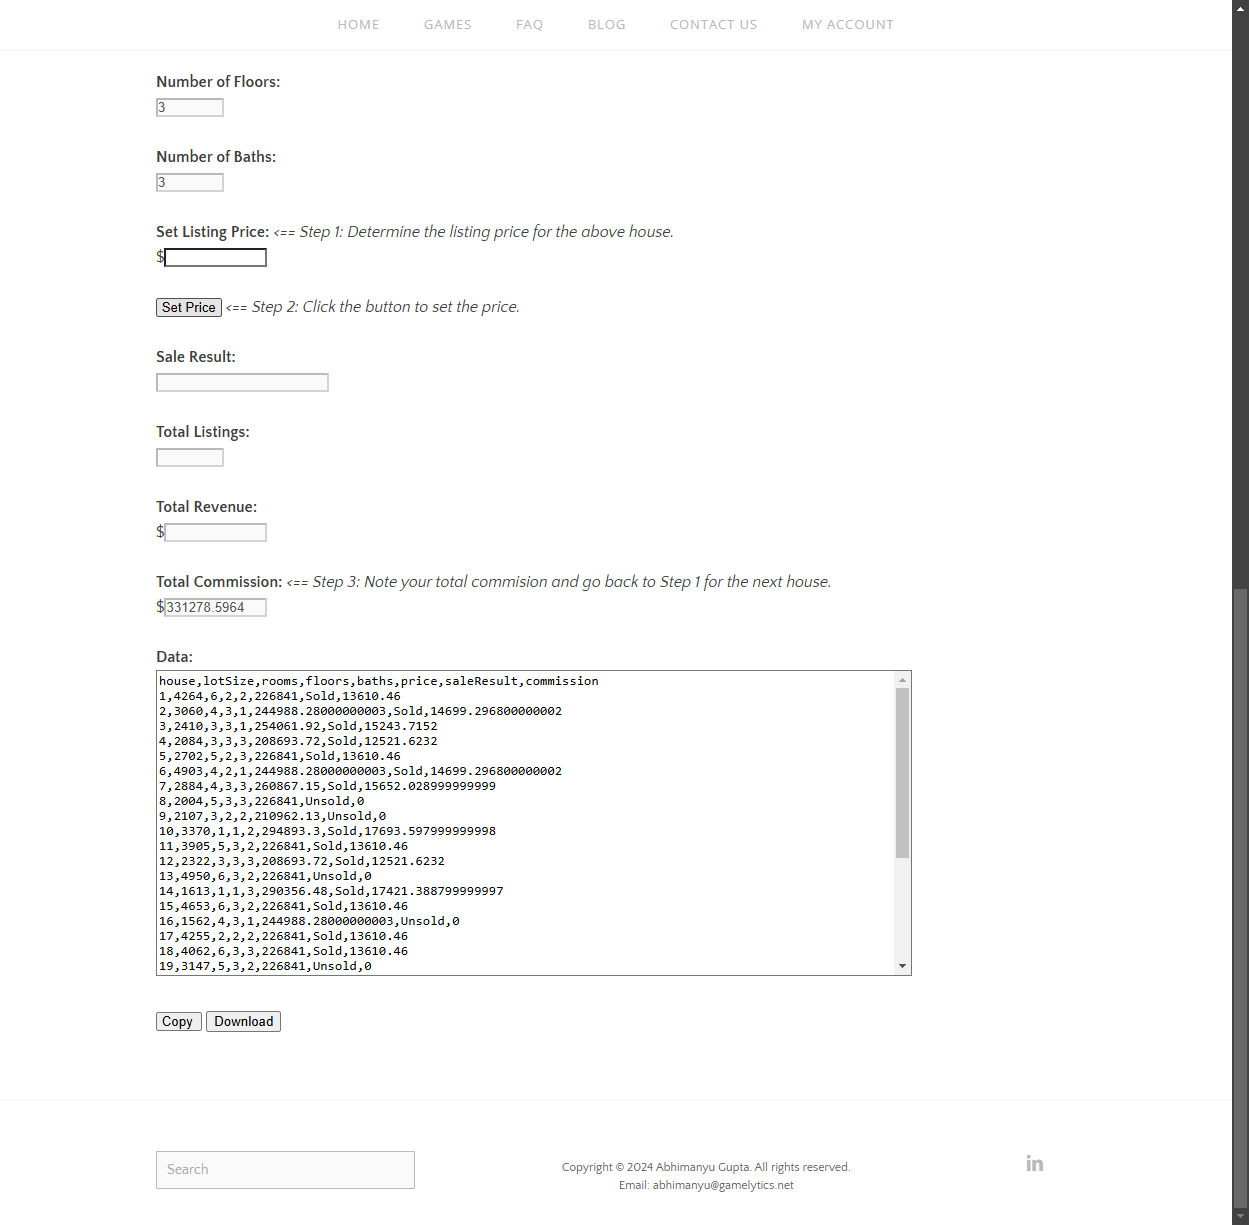 HOME GAMES FAQ BLOG CONTACT US MY ACCOUNT
Number of Floors:
3
Number of Baths:
3
Set Listing Price: <== Step 1: Determine the listing price for the above house.
$
Set Price <== Step 2: Click the button to set the price.
Sale Result:
Total Listings:
Total Revenue:
$
Total Commission: <== Step 3: Note your total commision and go back to Step 1 for the next house.
$331278.5964
Data:
house,lotSize,rooms,floors,baths,price,saleResult,commission
1,4264,6,2,2,226841,Sold,13610.46
2,3060,4,3,1,244988.28000000003,Sold,14699.296800000002
3,2410,3,3,1,254061.92,Sold,15243.7152
4,2084,3,3,3,208693.72,Sold,12521.6232
5,2702,5,2,3,226841,Sold,13610.46
6,4903,4,2,1,244988.28000000003,Sold,14699.296800000002
7,2884,4,3,3,260867.15,Sold,15652.028999999999
8,2004,5,3,3,226841,Unsold,0
9,2107,3,2,2,210962.13,Unsold,0
10,3370,1,1,2,294893.3,Sold,17693.597999999998
11,3905,5,3,2,226841,Sold,13610.46
12,2322,3,3,3,208693.72,Sold,12521.6232
13,4950,6,3,2,226841,Unsold,0
14,1613,1,1,3,290356.48,Sold,17421.388799999997
15,4653,6,3,2,226841,Sold,13610.46
16,1562,4,3,1,244988.28000000003,Unsold,0
17,4255,2,2,2,226841,Sold,13610.46
18,4062,6,3,3,226841,Sold,13610.46
19,3147,5,3,2,226841,Unsold,0
Copy Download
Search
Copyright © 2024 Abhimanyu Gupta. All rights reserved.
Email: abhimanyu@gamelytics.net
in